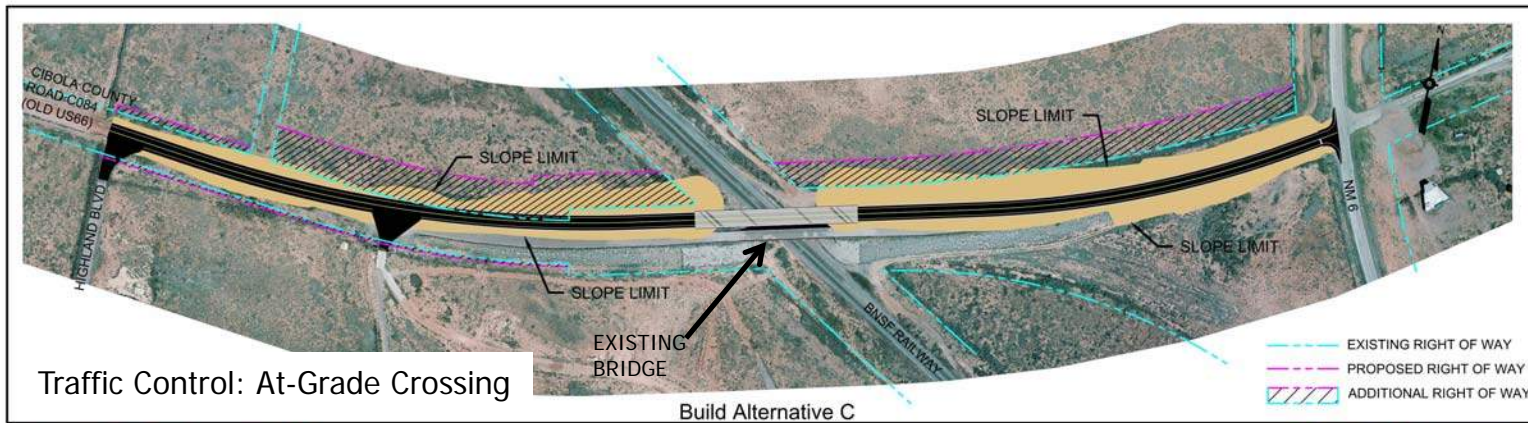 CIBOLA COUNTY
ROAD C084
(OLD US66)
HIGHLAND BLVD
SLOPE LIMIT
SLOPE LIMIT
SLOPE LIMIT
SLOPE LIMIT
EXISTING
BRIDGE
BNSF RAILWAY
NM 6
Z
EXISTING RIGHT OF WAY
PROPOSED RIGHT OF WAY
ADDITIONAL RIGHT OF WAY
Traffic Control: At-Grade Crossing
Build Alternative C